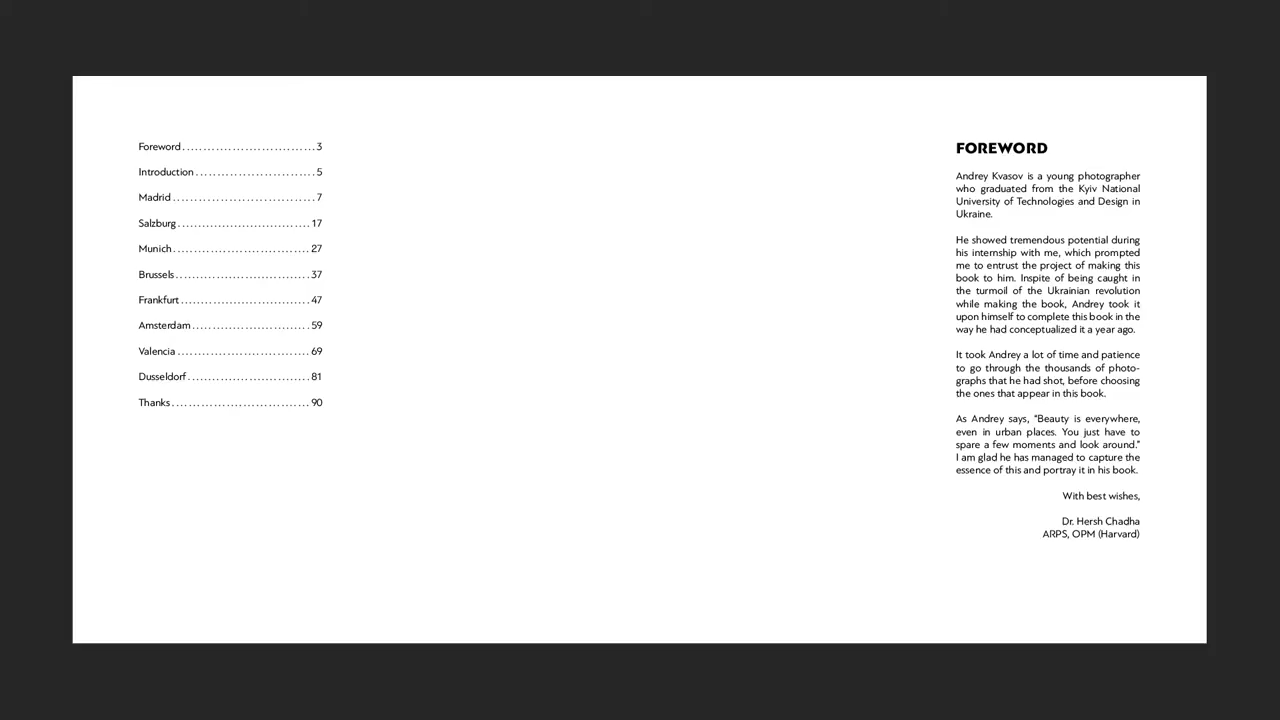 Foreword................................3
Introduction.............................5
Madrid..................................7
Salzburg................................17
Munich.................................27
Brussels................................37
Frankfurt...............................47
Amsterdam............................59
Valencia................................69
Dusseldorf.............................81
Thanks.................................90
FOREWORD
Andrey Kvasov is a young photographer
who graduated from the Kyiv National
University of Technologies and Design in
Ukraine.
He showed tremendous potential during
his internship with me, which prompted
me to entrust the project of making this
book to him. Inspite of being caught in
the turmoil of the Ukrainian revolution
while making the book, Andrey took it
upon himself to complete this book in the
way he had conceptualized it a year ago.
It took Andrey a lot of time and patience
to go through the thousands of photo-
graphs that he had shot, before choosing
the ones that appear in this book.
As Andrey says, "Beauty is everywhere,
even in urban places. You just have to
spare a few moments and look around."
I am glad he has managed to capture the
essence of this and portray it in his book.
With best wishes,
Dr. Hersh Chadha
ARPS, OPM (Harvard)